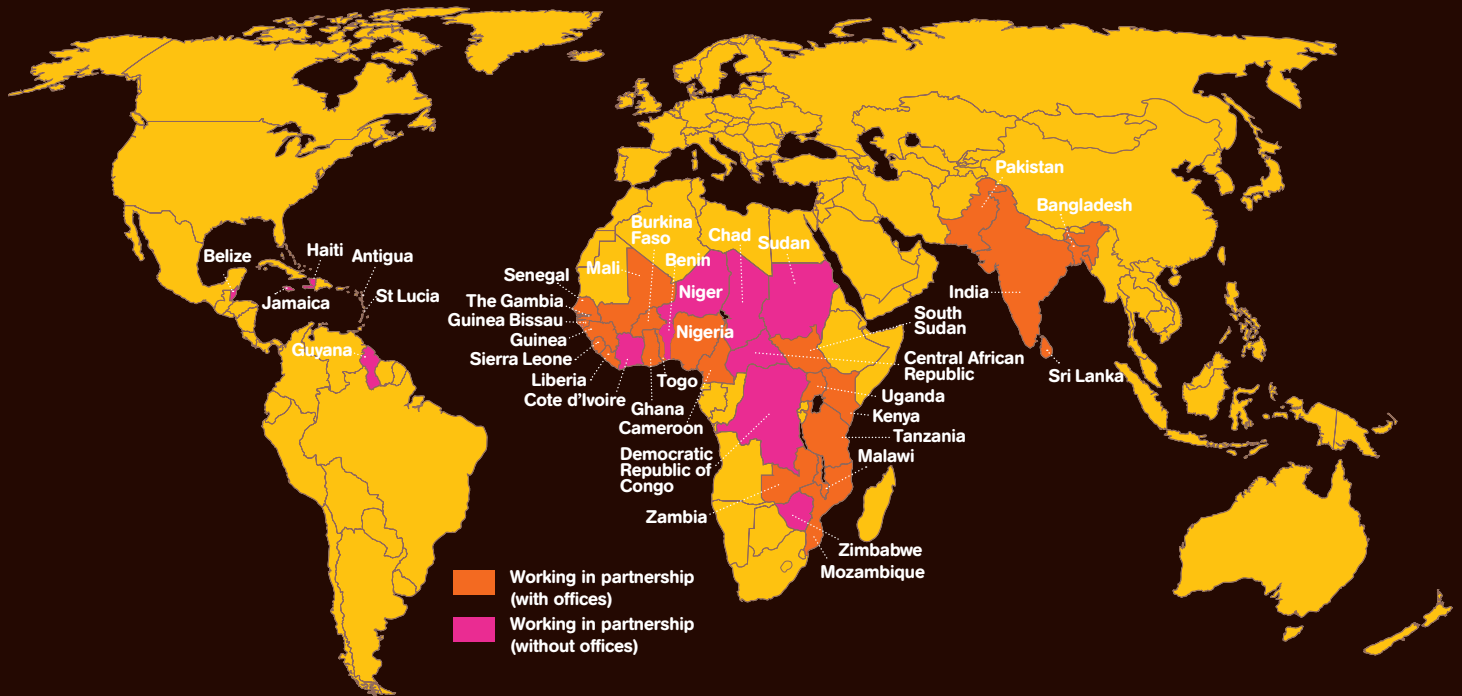 Pakistan
Bangladesh
Burkina
Faso
Chad
Sudan
Belize
Haiti
Antigua
Benin
Mali
Senegal
Niger
India
Jamaica
St Lucia
The Gambia
Guinea Bissau
South
Sudan
Nigeria
Guinea
Guyana
Sierra Leone
Central African
Republic
Liberia
Togo
Sri Lanka
Cote d'Ivoire
Uganda
Ghana
Kenya
Cameroon
Tanzania
Democratic
Republic of
Congo
Malawi
Zambia
Zimbabwe
Mozambique
Working in partnership
(with offices)
Working in partnership
(without offices)